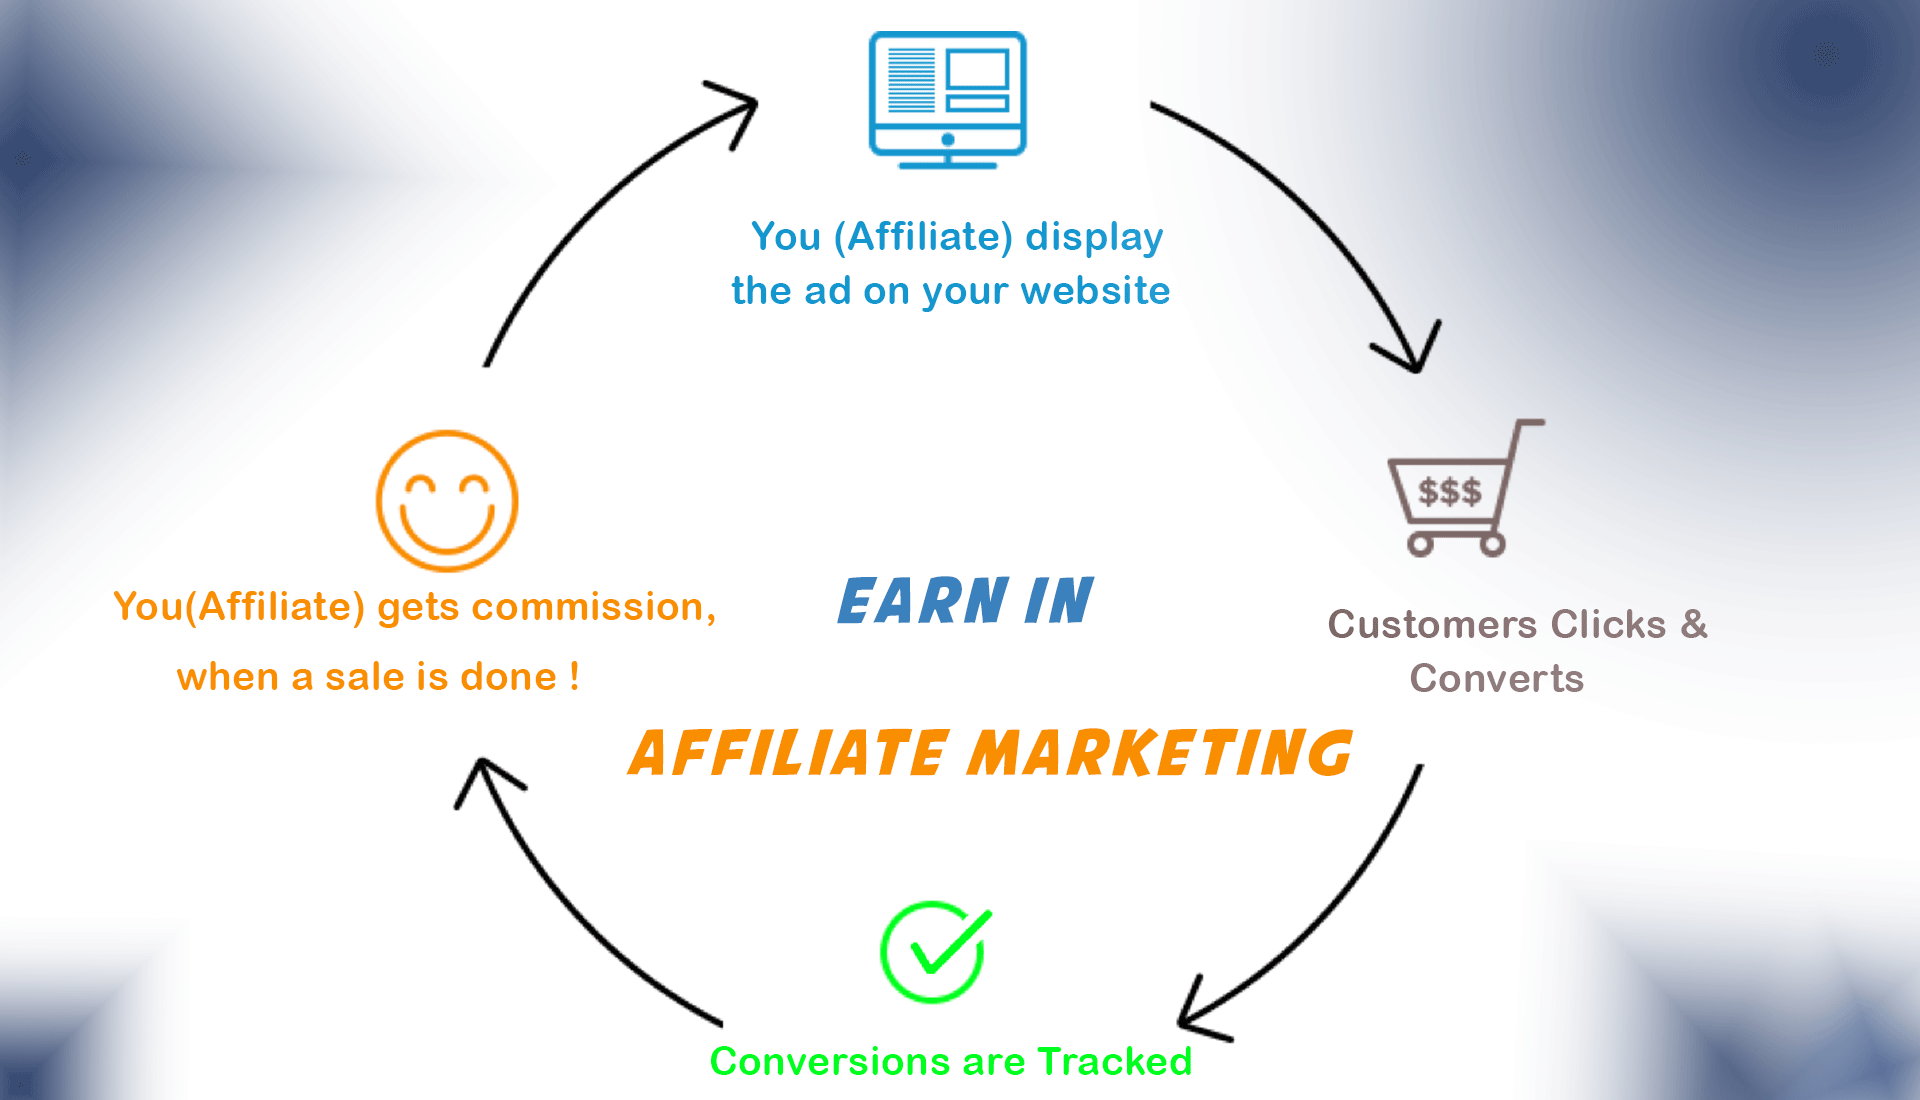 You (Affiliate) display
the ad on your website
$$$
You(Affiliate) gets commission,
when a sale is done !
EARN IN
AFFILIATE MARKETING
Customers Clicks &
Converts
Conversions are Tracked